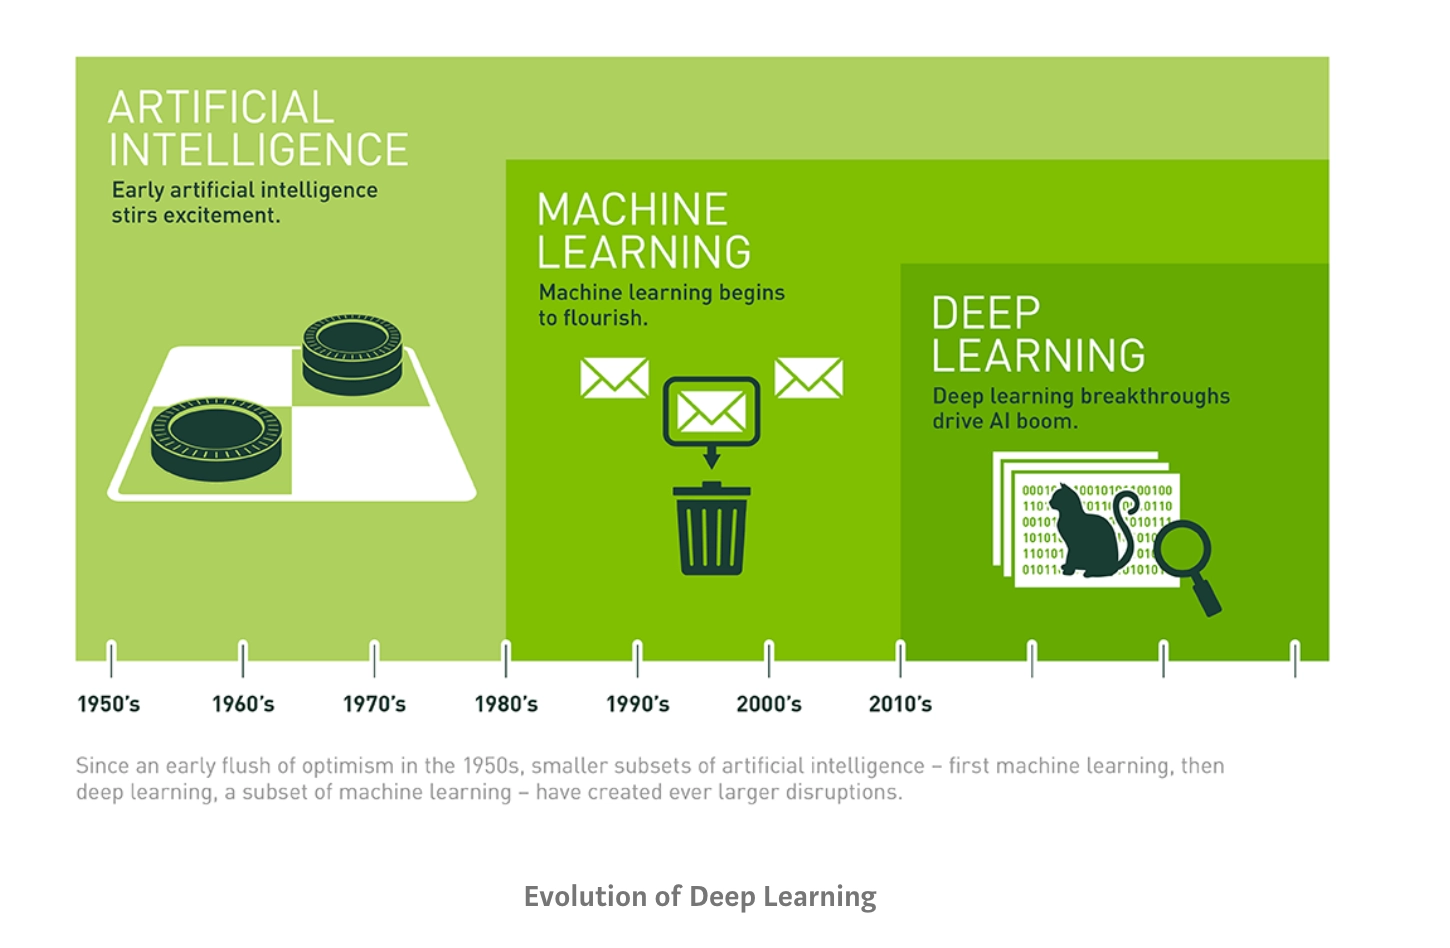 ARTIFICIAL
INTELLIGENCE
Early artificial intelligence
stirs excitement.
MACHINE
LEARNING
Machine learning begins
to flourish.
DEEP
LEARNING
Deep learning breakthroughs
drive AI boom.
1950's
1960's
1970's
1980's
1990's
2000's
2010's
Since an early flush of optimism in the 1950s, smaller subsets of artificial intelligence – first machine learning, then
deep learning, a subset of machine learning – have created ever larger disruptions.
Evolution of Deep Learning